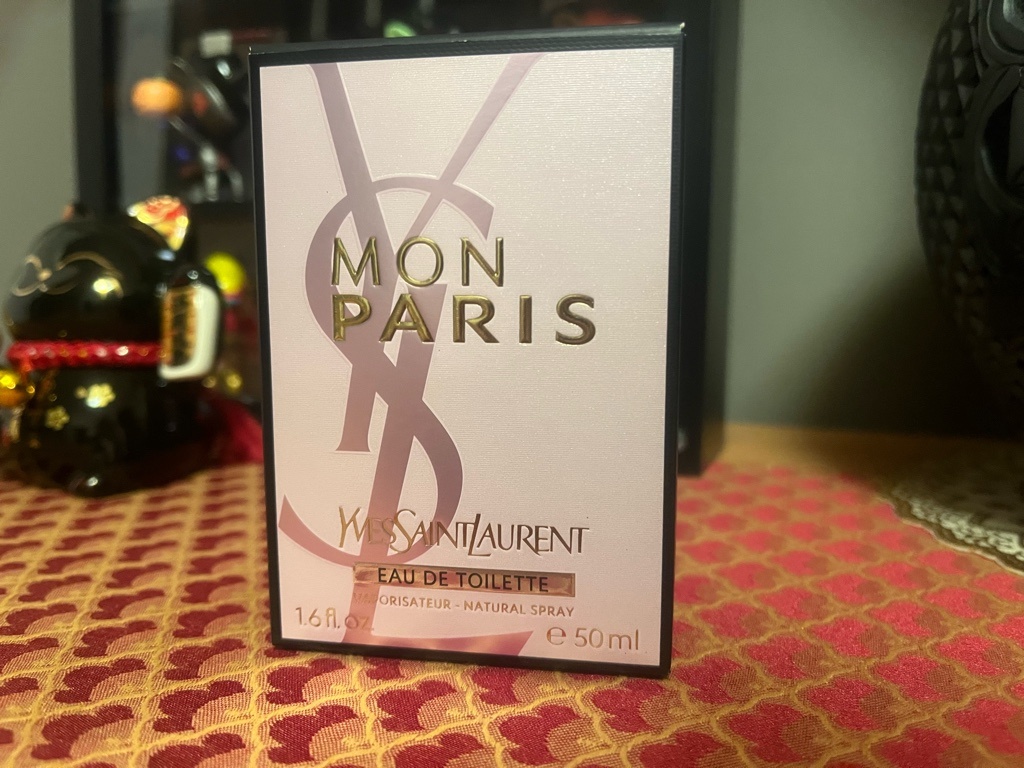 MON
PARIS
YVESSAINTLAURENT
EAU DE TOILETTE
VAPORISATEUR - NATURAL SPRAY
1.6 fl. oz.
e 50 ml